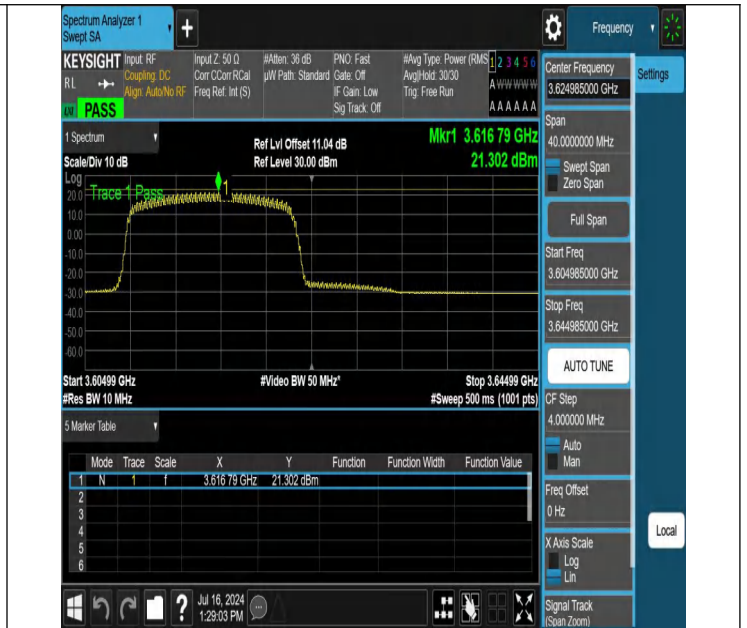 Spectrum Analyzer 1
Swept SA
+
Frequency
KEYSIGHT
RL
PASS
Input: RF
Coupling: DC
Align: Auto/No RF
Input Z: 50 Ω
Corr CCorr RCal
Freq Ref: Int (S)
#Atten: 36 dB
µW Path: Standard
PNO: Fast
Gate: Off
IF Gain: Low
Sig Track: Off
#Avg Type: Power (RMS
Avg|Hold: 30/30
Trig: Free Run
1 2 3 4 5 6
A W W W W W
A A A A A A
Center Frequency
3.624985000 GHz
Settings
Span
40.0000000 MHz
Swept Span
Zero Span
Full Span
Start Freq
3.604985000 GHz
Stop Freq
3.644985000 GHz
AUTO TUNE
CF Step
4.000000 MHz
Auto
Man
Freq Offset
0 Hz
X Axis Scale
Log
Lin
Signal Track
(Span Zoom)
Local
1 Spectrum
Scale/Div 10 dB
Ref Lvl Offset 11.04 dB
Ref Level 30.00 dBm
Mkr1 3.616 79 GHz
21.302 dBm
Log
Trace 1 Pass
1
20.0
10.0
0.00
-10.0
-20.0
-30.0
-40.0
-50.0
-60.0
Start 3.60499 GHz
#Res BW 10 MHz
#Video BW 50 MHz*
Stop 3.64499 GHz
#Sweep 500 ms (1001 pts)
5 Marker Table
Mode Trace Scale X Y Function Function Width Function Value
1 N 1 f 3.616 79 GHz 21.302 dBm
2
3
4
5
6
?
Jul 16, 2024
1:29:03 PM